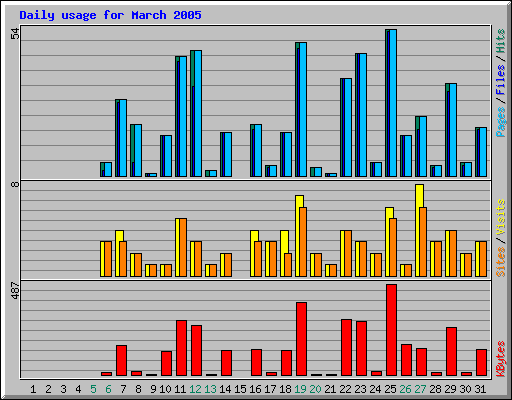 Daily usage for March 2005
54
Pages / Files / Hits
8
Sites / Visits
487
KBytes
1 2 3 4 5 6 7 8 9 10 11 12 13 14 15 16 17 18 19 20 21 22 23 24 25 26 27 28 29 30 31